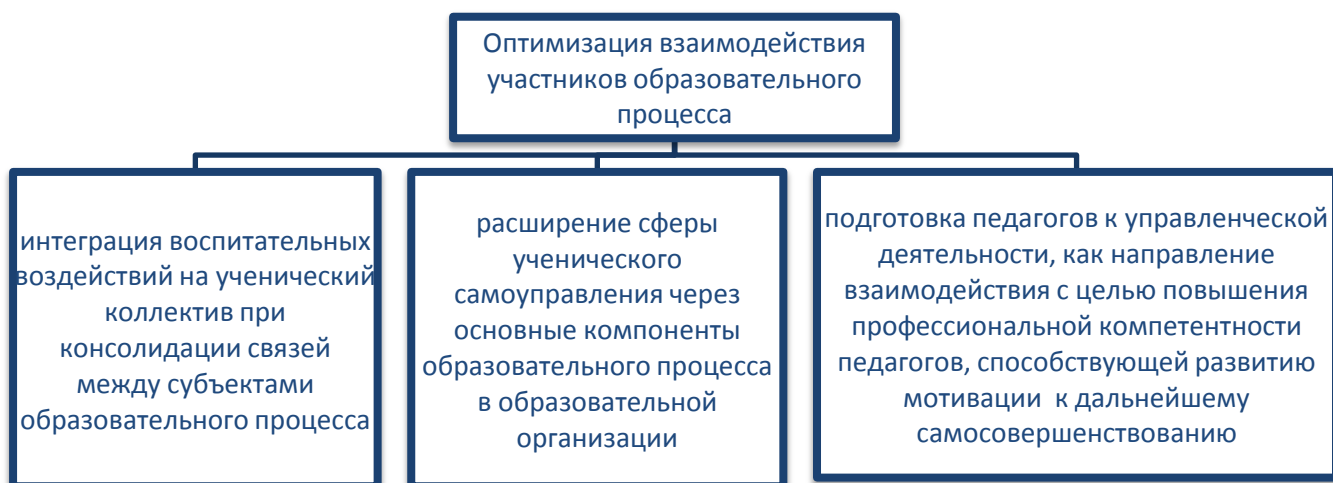 Оптимизация взаимодействия
участников образовательного
процесса
интеграция воспитательных
воздействий на ученический
коллектив при
консолидации связей
между субъектами
образовательного процесса
расширение сферы
ученического
самоуправления через
основные компоненты
образовательного процесса
в образовательной
организации
подготовка педагогов к управленческой
деятельности, как направление
взаимодействия с целью повышения
профессиональной компетентности
педагогов, способствующей развитию
мотивации  к дальнейшему
самосовершенствованию